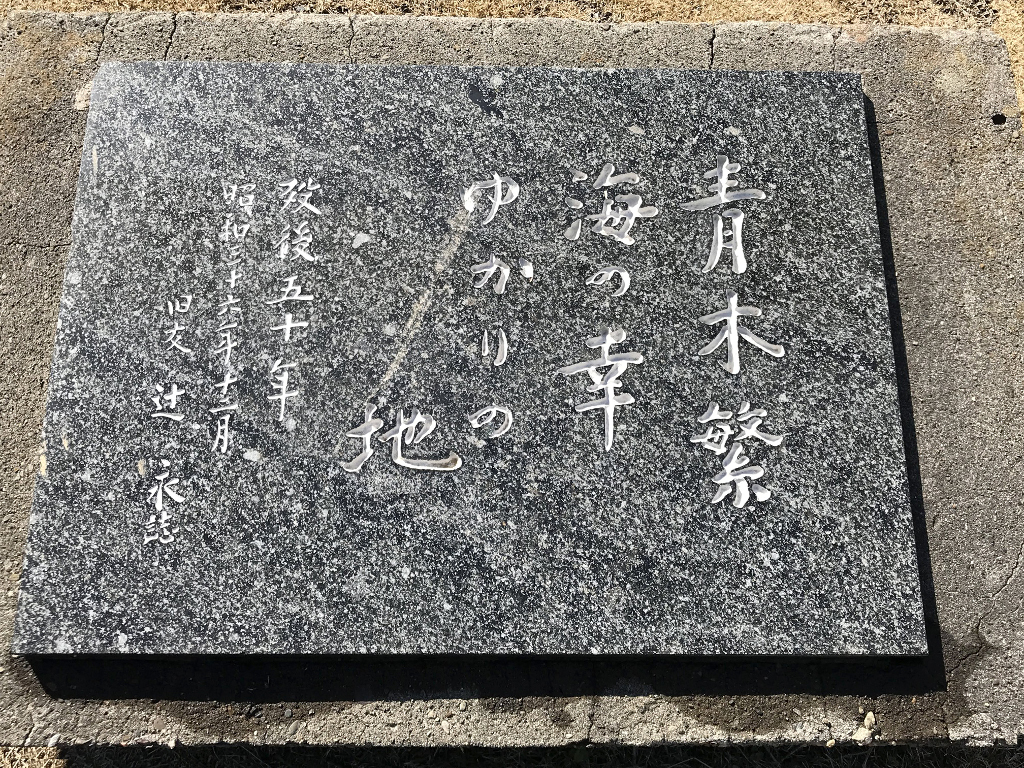 青木繁
海の幸
ゆかりの
地
歿後五十年
昭和三十六年十二月
旧友 辻 永誌